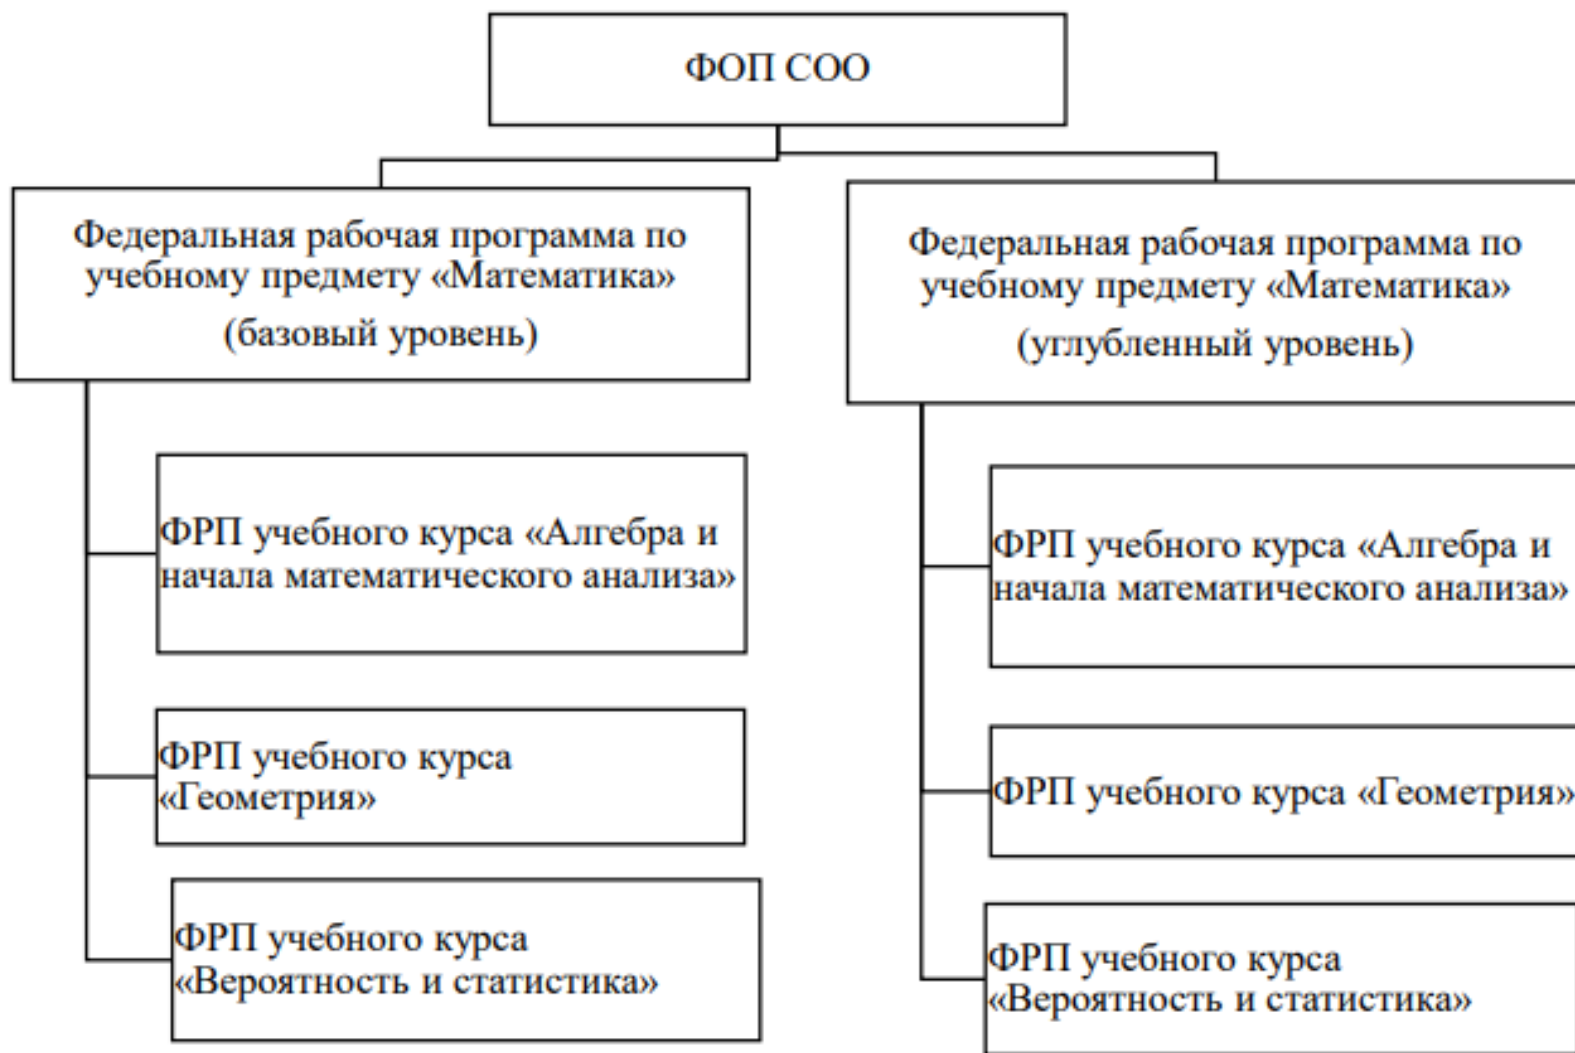 ФОП СОО
Федеральная рабочая программа по
учебному предмету «Математика»
(базовый уровень)
ФРП учебного курса «Алгебра и
начала математического анализа»
ФРП учебного курса
«Геометрия»
ФРП учебного курса
«Вероятность и статистика»
Федеральная рабочая программа по
учебному предмету «Математика»
(углубленный уровень)
ФРП учебного курса «Алгебра и
начала математического анализа»
ФРП учебного курса «Геометрия»
ФРП учебного курса
«Вероятность и статистика»